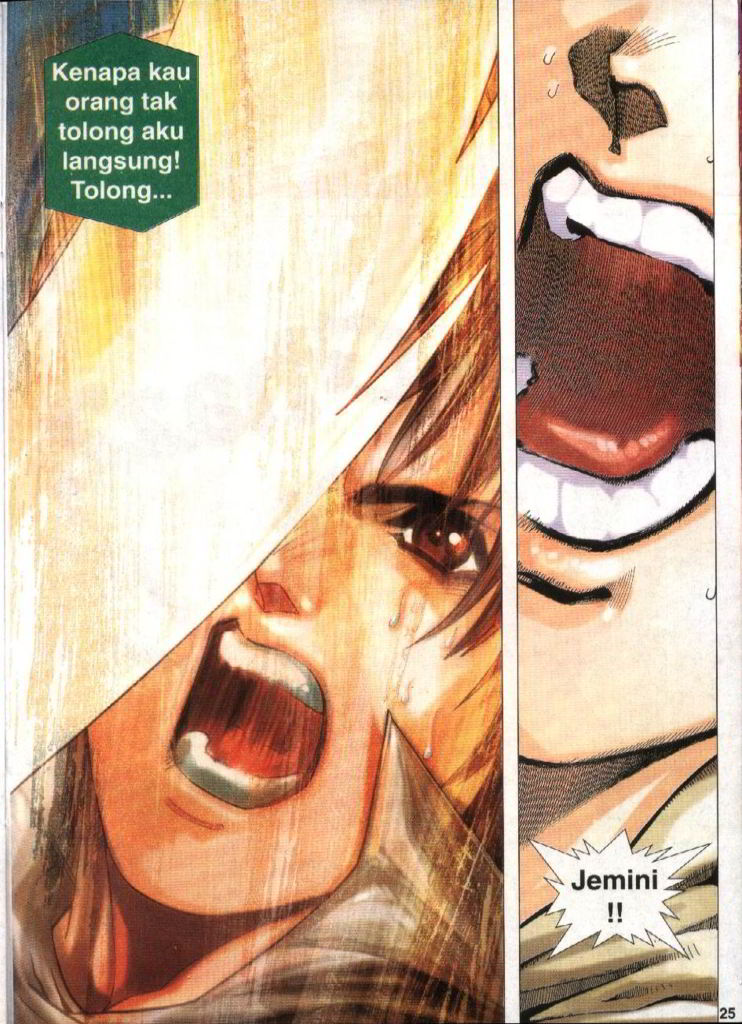 Kenapa kau
orang tak
tolong aku
langsung!
Tolong...
Jemini
!!
25